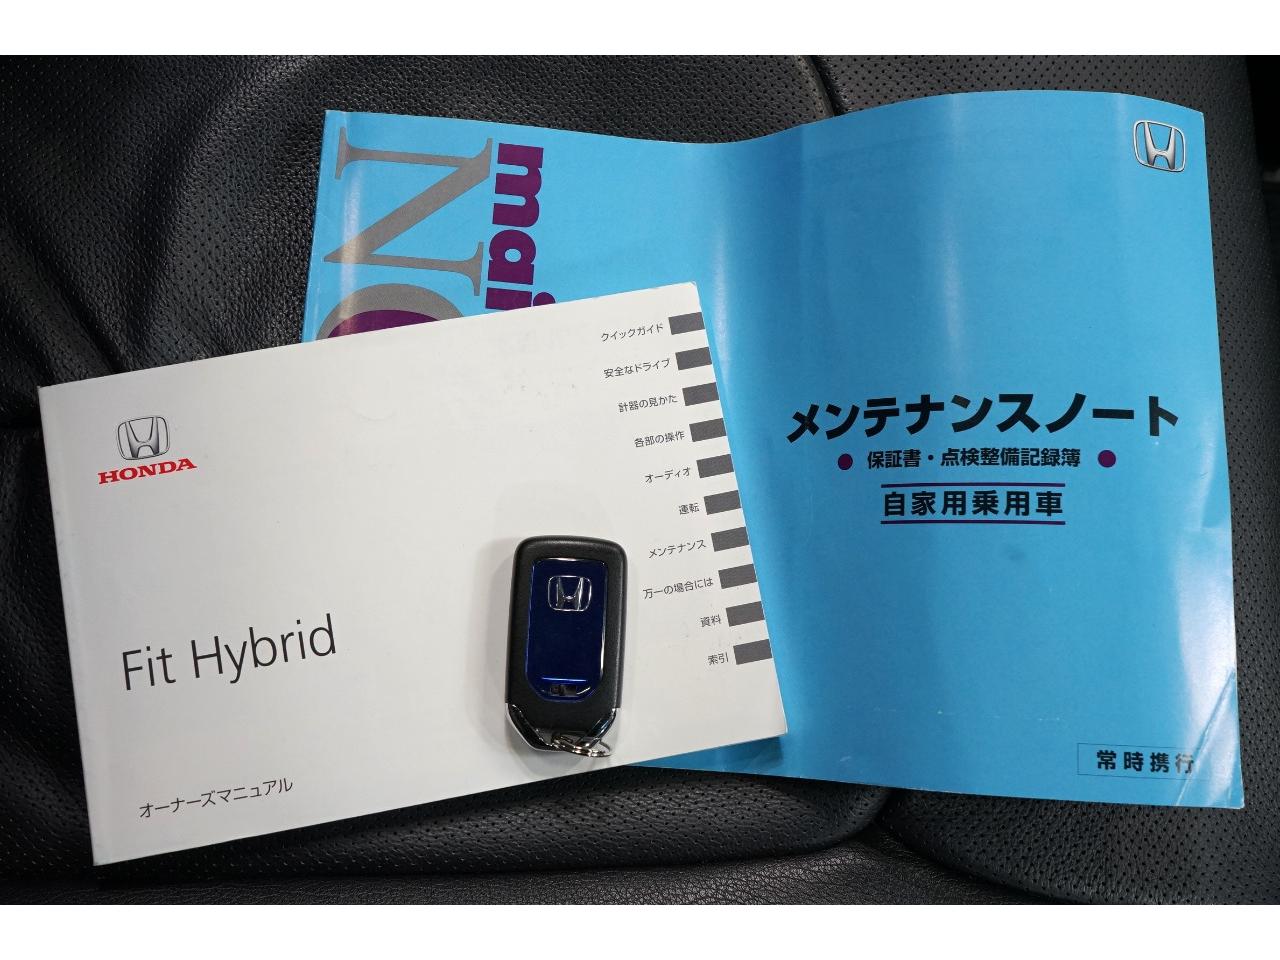 N
mai
メンテナンスノート
保証書・点検整備記録簿
自家用乗用車
常時携行
HONDA
Fit Hybrid
オーナーズマニュアル
クイックガイド
安全なドライブ
計器の見かた
各部の操作
オーディオ
運転
メンテナンス
万一の場合には
資料
索引